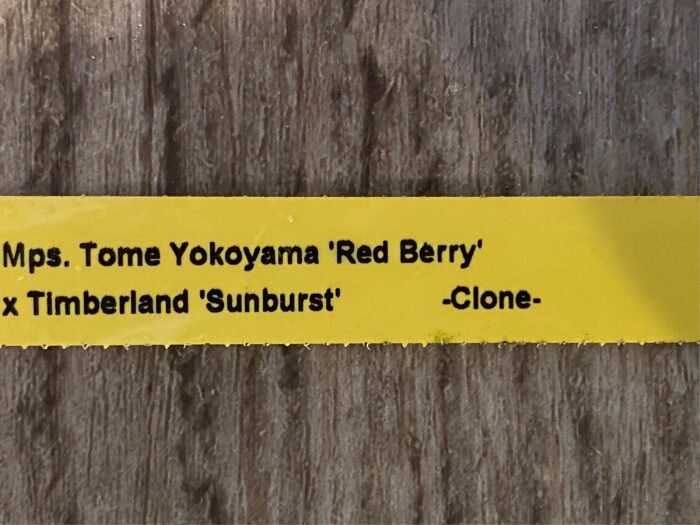 Mps. Tome Yokoyama 'Red Berry'
x Timberland 'Sunburst' -Clone-